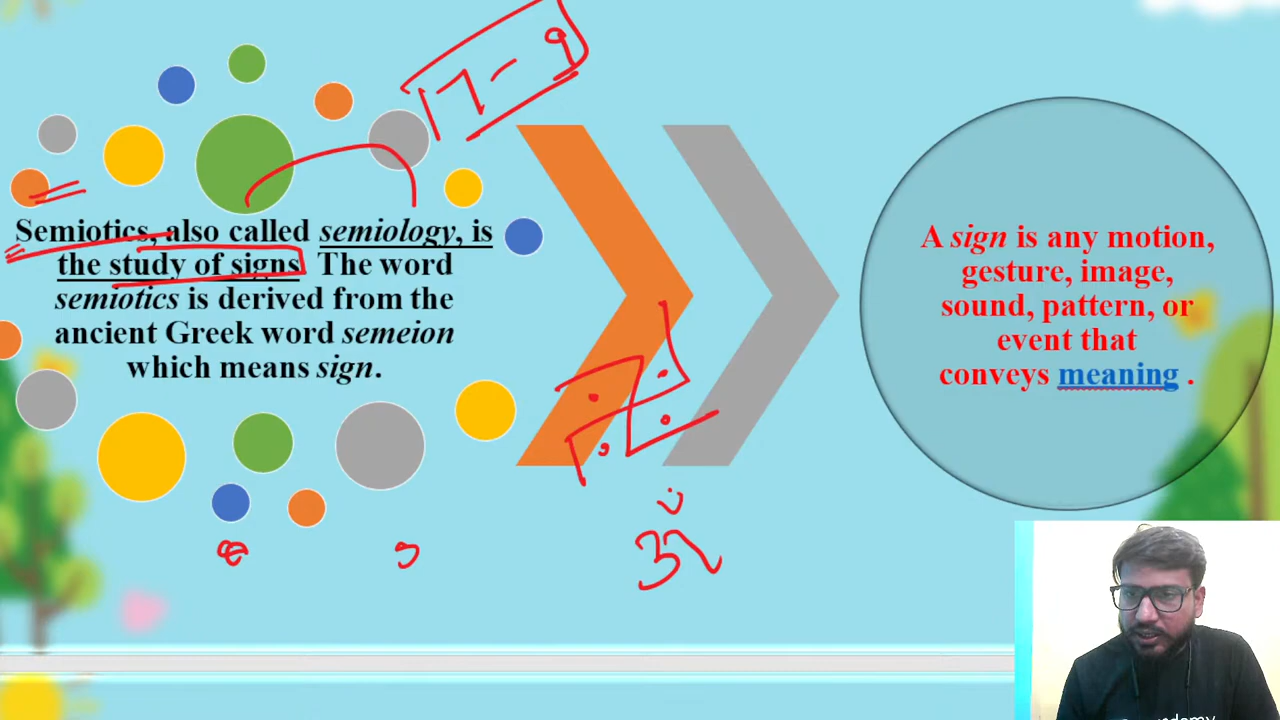 17-9
Semiotics, also called semiology, is
the study of signs. The word
semiotics is derived from the
ancient Greek word semeion
which means sign.
A sign is any motion,
gesture, image,
sound, pattern, or
event that
conveys meaning .